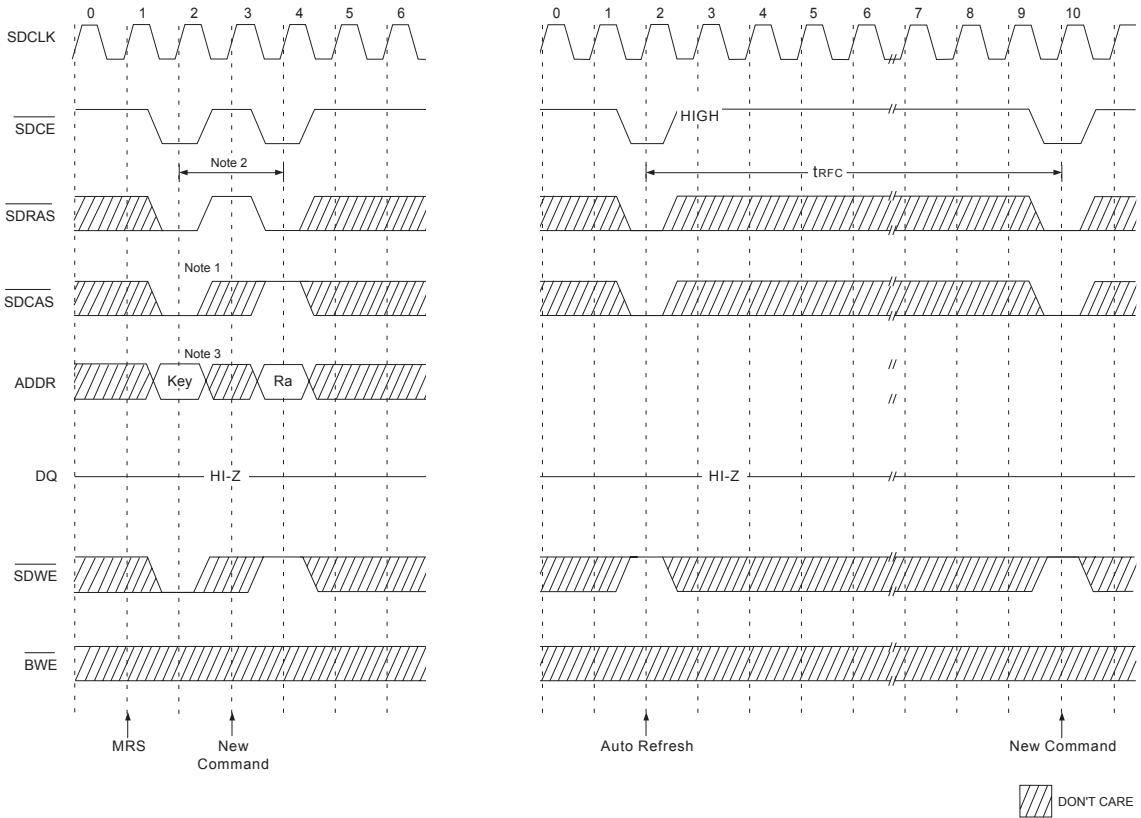 0 1 2 3 4 5 6 0 1 2 3 4 5 6 7 8 9 10
SDCLK
SDCE
HIGH
Note 2
tRFC
SDRAS
Note 1
SDCAS
Note 3
ADDR
Key
Ra
DQ
HI-Z
HI-Z
SDWE
BWE
MRS
New
Command
Auto Refresh
New Command
DON'T CARE